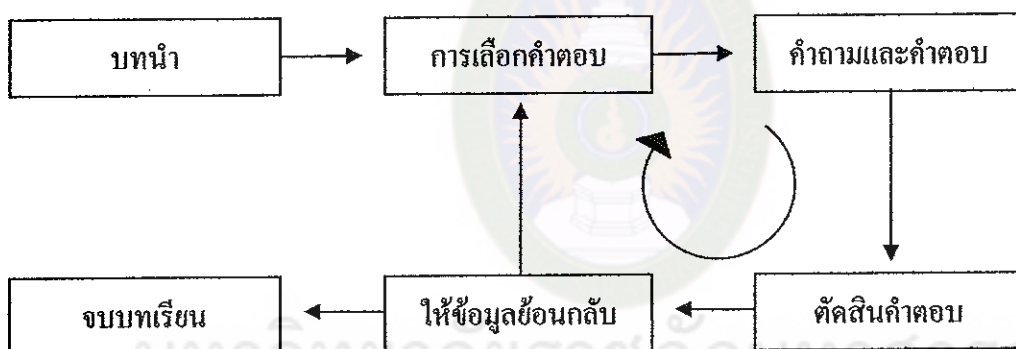 บทนำ
การเลือกคำตอบ
คำถามและคำตอบ
จบบทเรียน
ให้ข้อมูลย้อนกลับ
ตัดสินคำตอบ